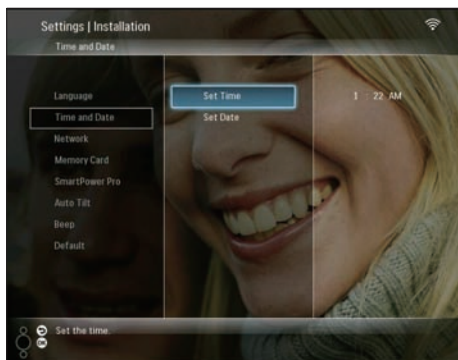 Settings | Installation
Time and Date
Language
Time and Date
Network
Memory Card
SmartPower Pro
Auto Tilt
Beep
Default
Set Time
Set Date
1 : 22 AM
Set the time.
OK